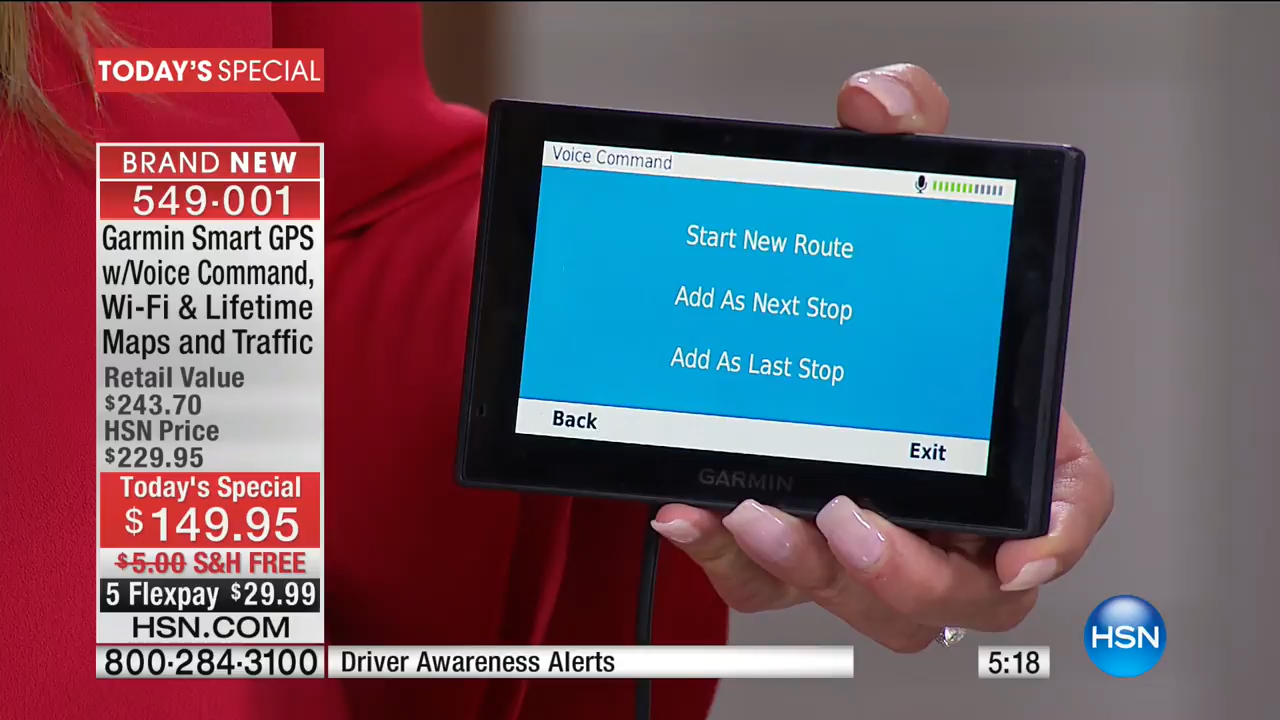 TODAY'S SPECIAL
BRAND NEW
549-001
Garmin Smart GPS
w/Voice Command,
Wi-Fi & Lifetime
Maps and Traffic
Retail Value
$243.70
HSN Price
$229.95
Today's Special
$149.95
$5.00 S&H FREE
5 Flexpay $29.99
HSN.COM
800-284-3100
Driver Awareness Alerts
5:18
HSN
Voice Command
Start New Route
Add As Next Stop
Add As Last Stop
Back
Exit
GARMIN